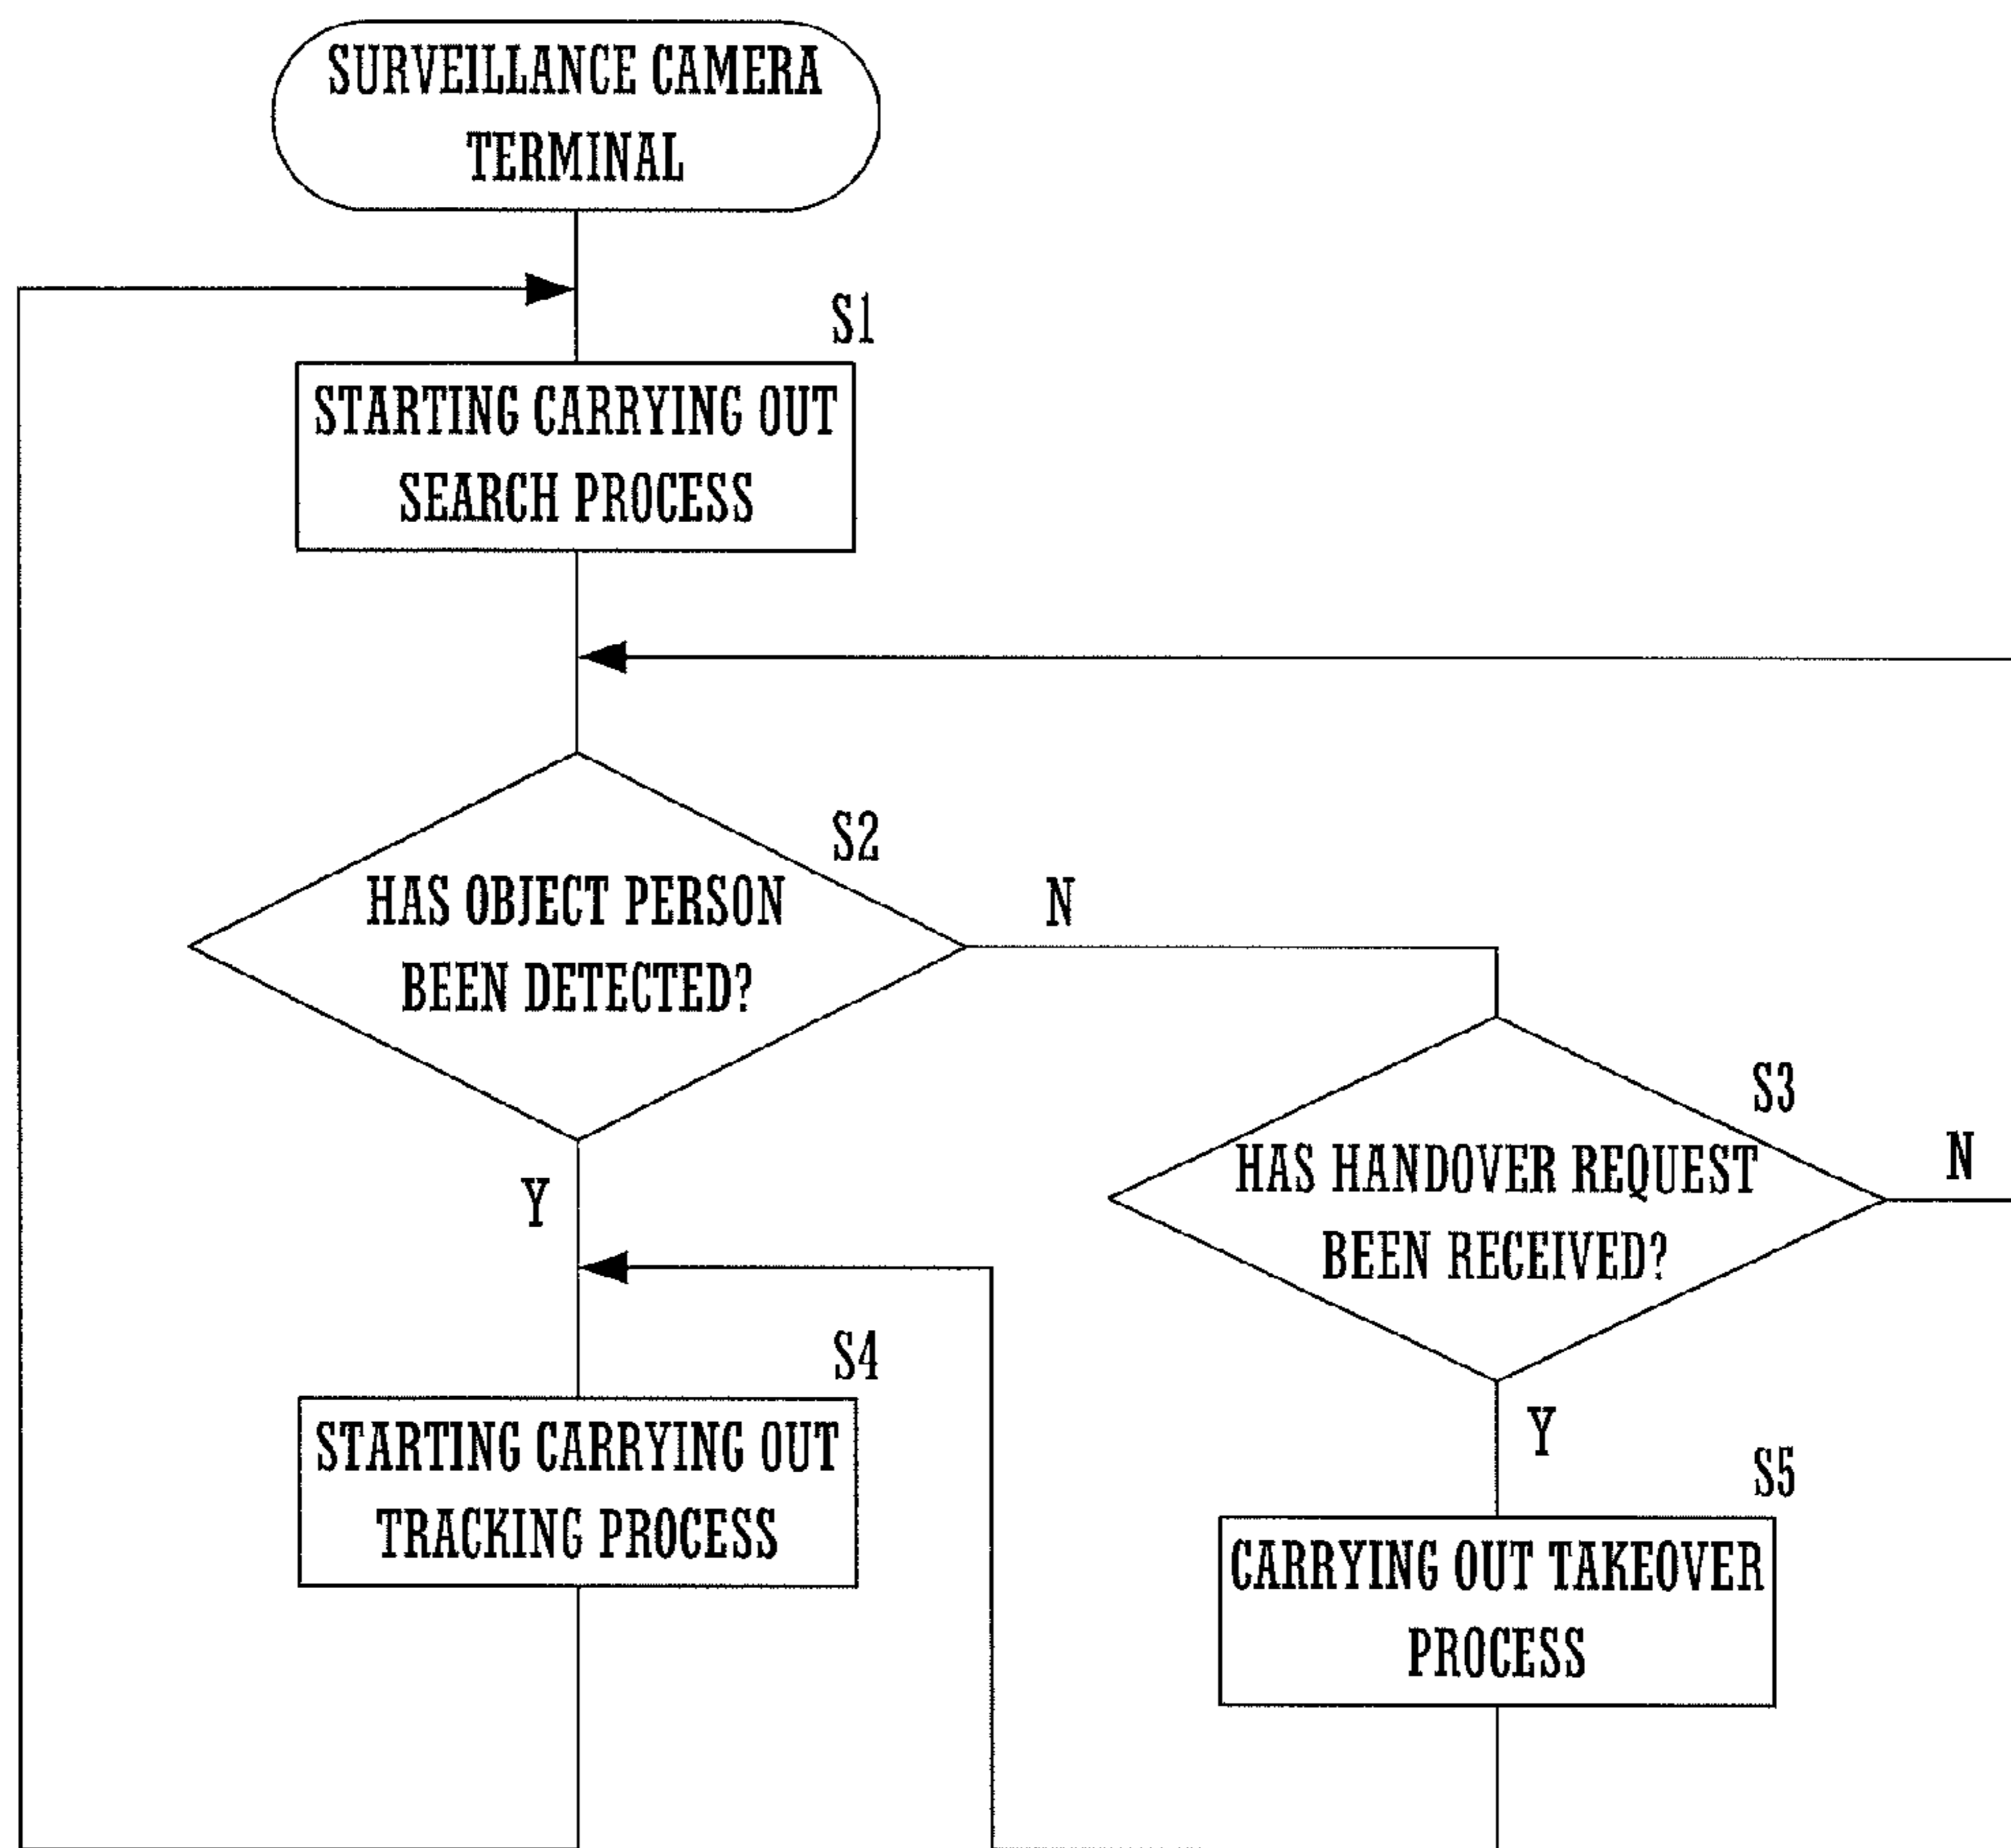 SURVEILLANCE CAMERA
TERMINAL
S1
STARTING CARRYING OUT
SEARCH PROCESS
S2
HAS OBJECT PERSON
BEEN DETECTED?
N
S3
HAS HANDOVER REQUEST
BEEN RECEIVED?
N
Y
S4
STARTING CARRYING OUT
TRACKING PROCESS
Y
S5
CARRYING OUT TAKEOVER
PROCESS